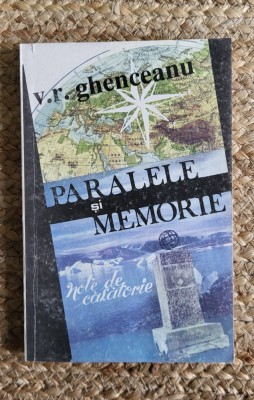 v.r. ghenceanu
PARALELE
și
MEMORIE
note de
călătorie